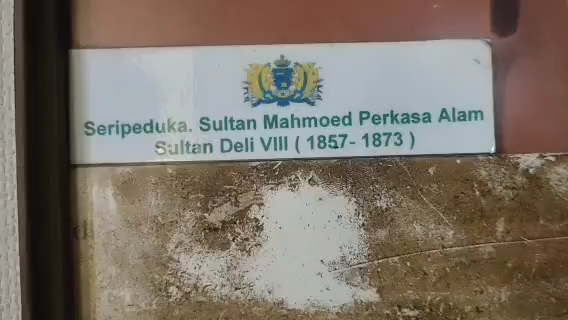 Seripeduka. Sultan Mahmoed Perkasa Alam
Sultan Deli VIII ( 1857- 1873 )